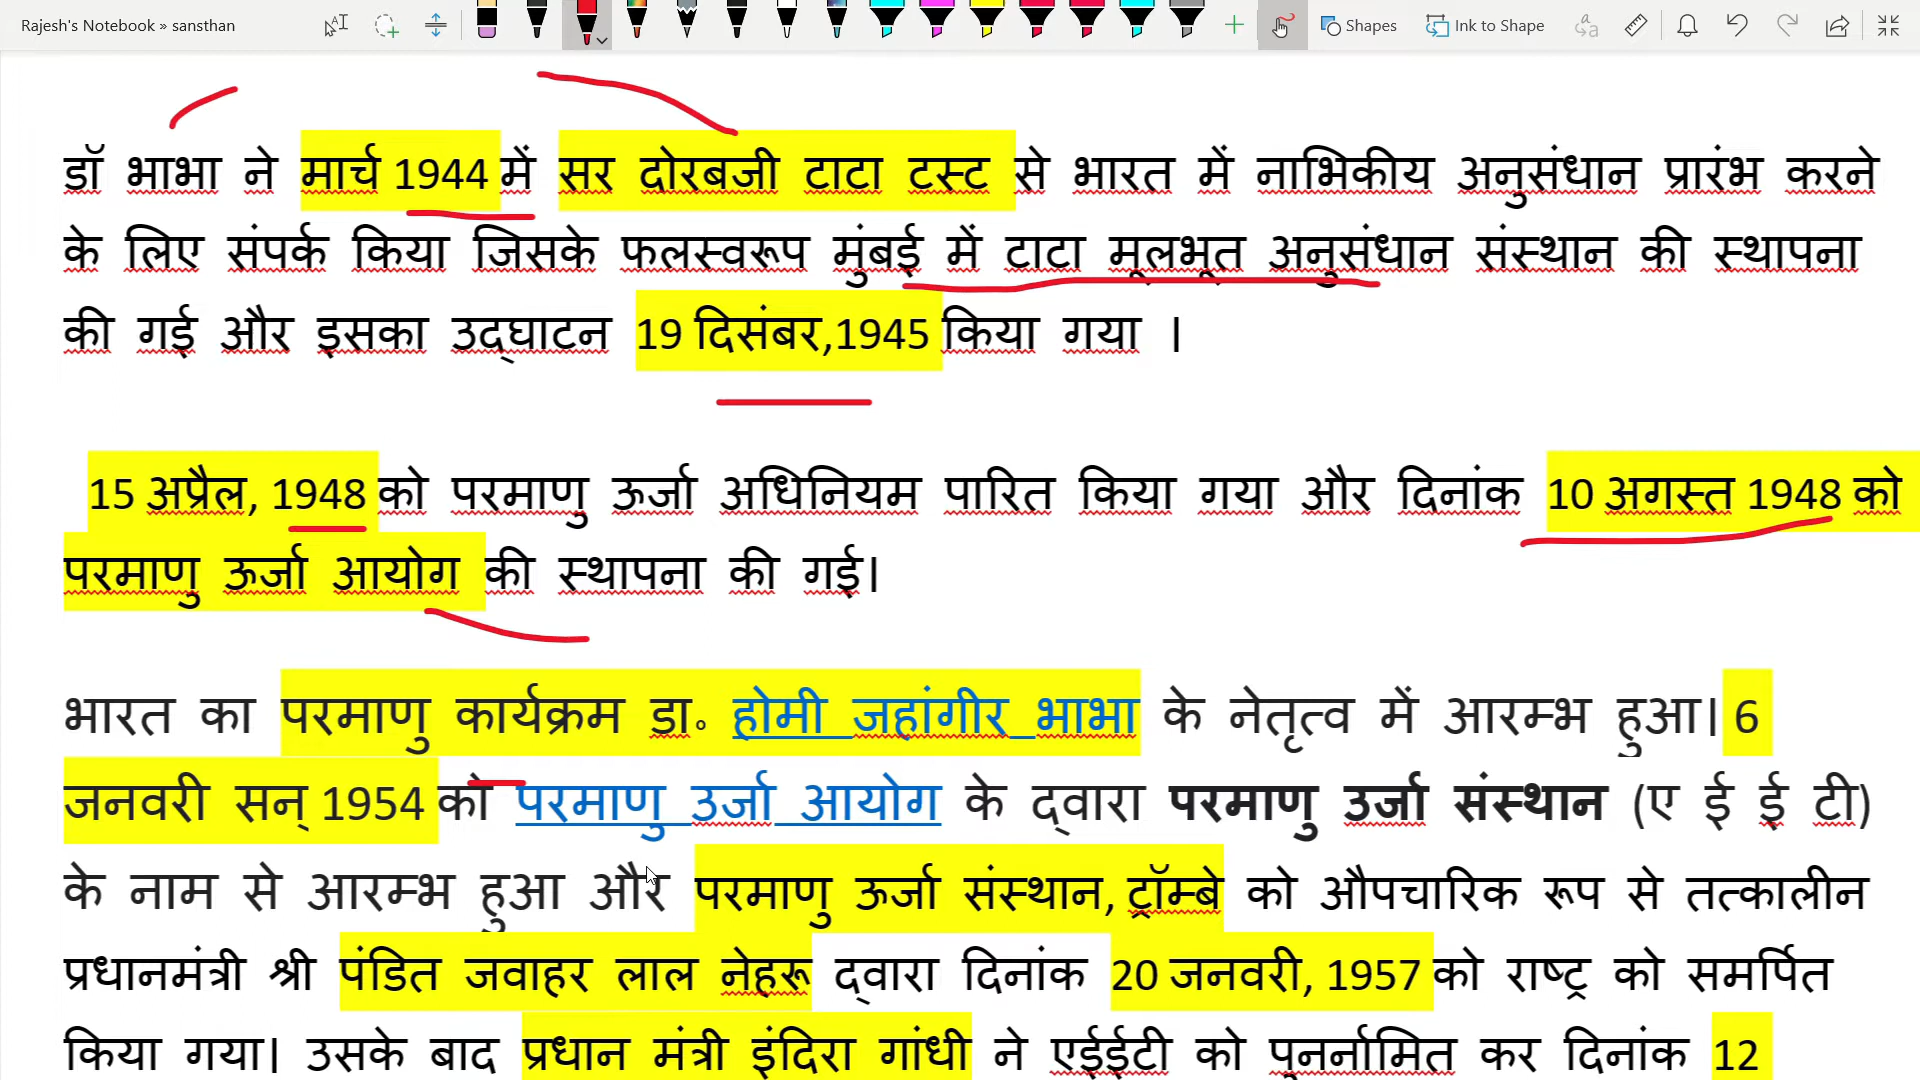 Rajesh's Notebook » sansthan
Shapes
Ink to Shape
डॉ भाभा ने मार्च 1944 में सर दोरबजी टाटा टस्ट से भारत में नाभिकीय अनुसंधान प्रारंभ करने
के लिए संपर्क किया जिसके फलस्वरूप मुंबई में टाटा मूलभूत अनुसंधान संस्थान की स्थापना
की गई और इसका उद्घाटन 19 दिसंबर,1945 किया गया ।
15 अप्रैल, 1948 को परमाणु ऊर्जा अधिनियम पारित किया गया और दिनांक 10 अगस्त 1948 को
परमाणु ऊर्जा आयोग की स्थापना की गई।
भारत का परमाणु कार्यक्रम डा॰ होमी जहांगीर भाभा के नेतृत्व में आरम्भ हुआ। 6
जनवरी सन् 1954 को परमाणु उर्जा आयोग के द्वारा परमाणु उर्जा संस्थान (ए ई ई टी)
के नाम से आरम्भ हुआ और परमाणु ऊर्जा संस्थान, ट्रॉम्बे को औपचारिक रूप से तत्कालीन
प्रधानमंत्री श्री पंडित जवाहर लाल नेहरू द्वारा दिनांक 20 जनवरी, 1957 को राष्ट्र को समर्पित
किया गया। उसके बाद प्रधान मंत्री इंदिरा गांधी ने एईईटी को पुनर्नामित कर दिनांक 12